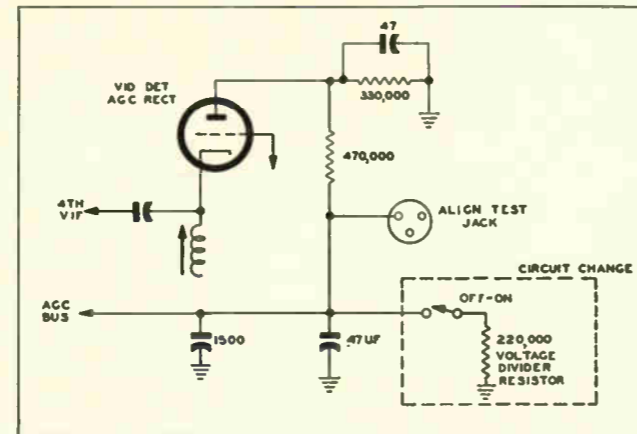 .47
VID DET
AGC RECT
330,000
470,000
4TH
VIF
ALIGN TEST
JACK
CIRCUIT CHANGE
OFF-ON
AGC
BUS
1500
.47UF
220,000
VOLTAGE
DIVIDER
RESISTOR